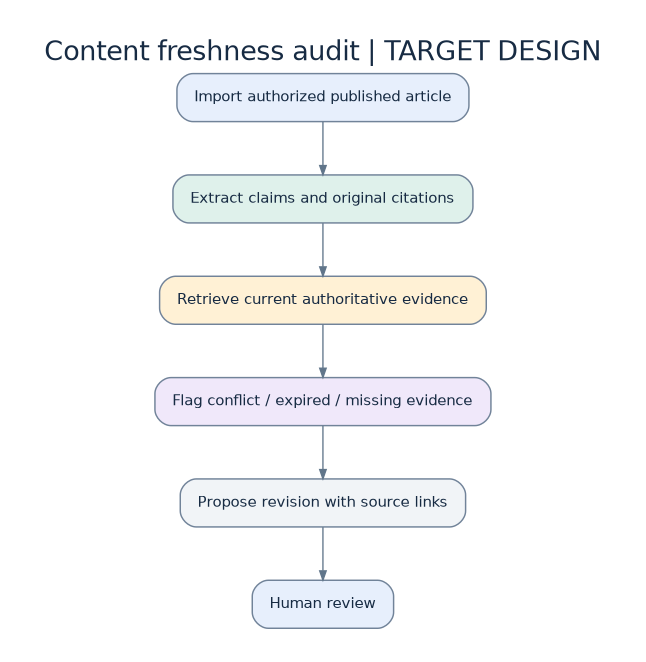 Content freshness audit | TARGET DESIGN
Import authorized published article
Extract claims and original citations
Retrieve current authoritative evidence
Flag conflict / expired / missing evidence
Propose revision with source links
Human review